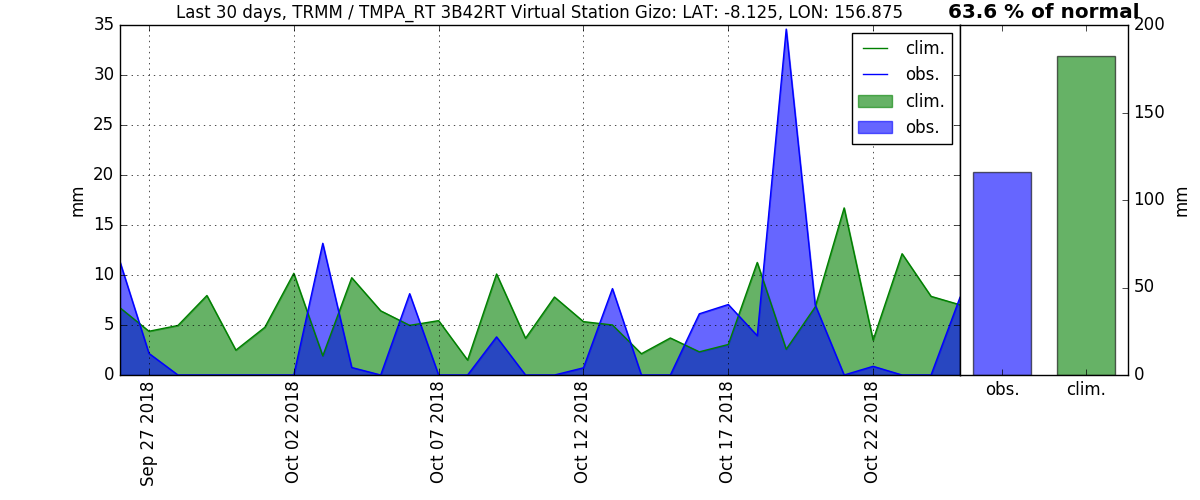 Last 30 days, TRMM / TMPA_RT 3B42RT Virtual Station Gizo: LAT: -8.125, LON: 156.875
63.6 % of normal
35
30
25
20
15
10
5
0
mm
clim.
obs.
clim.
obs.
Sep 27 2018
Oct 02 2018
Oct 07 2018
Oct 12 2018
Oct 17 2018
Oct 22 2018
obs.
clim.
200
150
100
50
0
mm